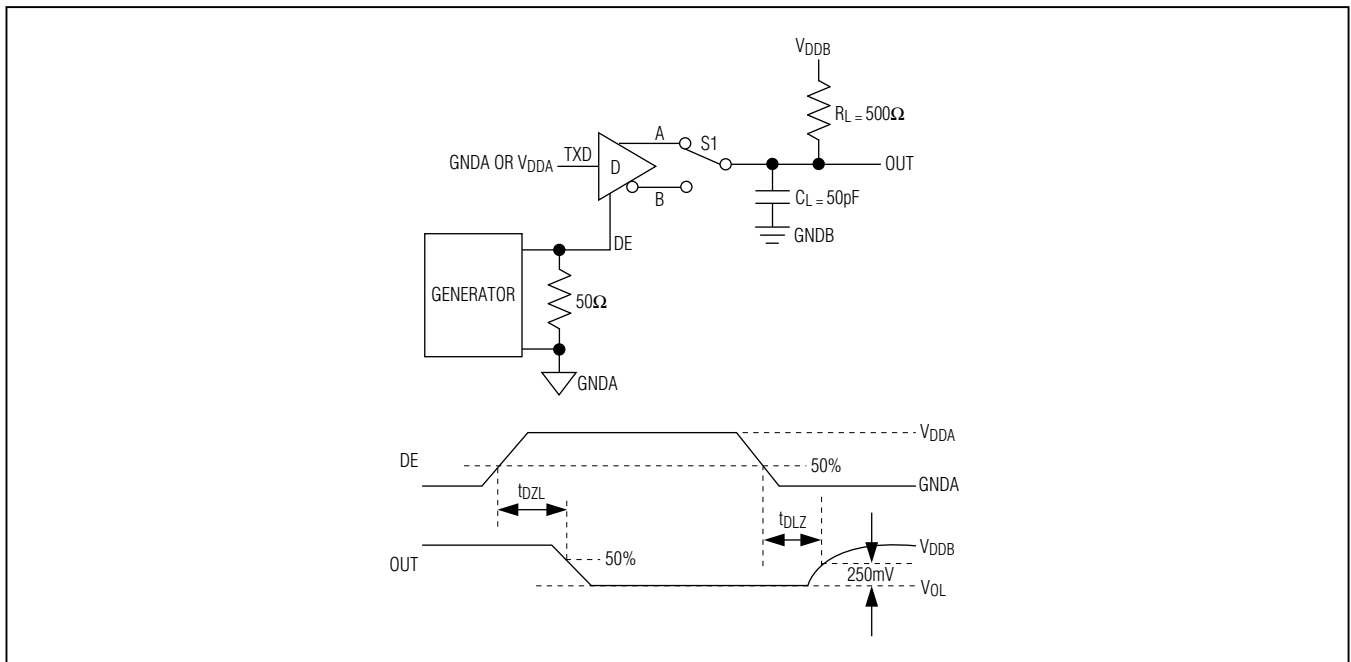 VDDB
RL = 500Ω
A
S1
GNDA OR VDDA
TXD
D
OUT
B
CL = 50pF
GNDB
DE
GENERATOR
50Ω
GNDA
VDDA
DE
50%
GNDA
tDZL
tDLZ
VDDB
OUT
50%
250mV
VOL